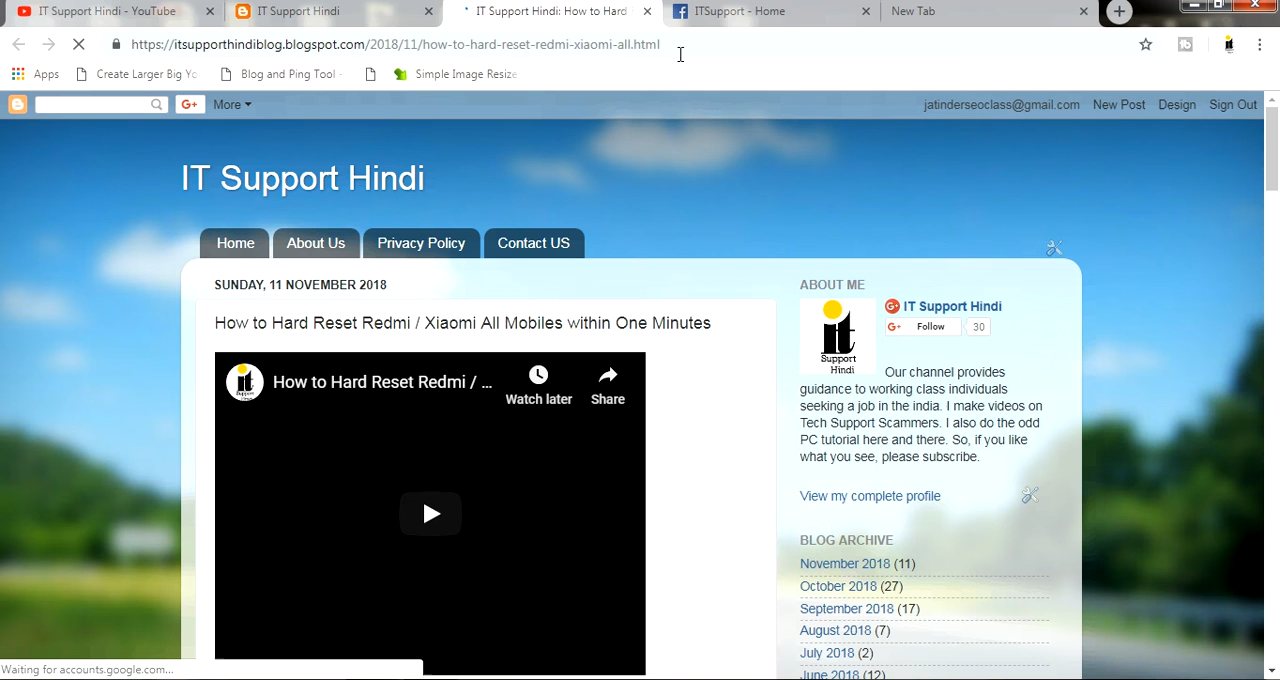 IT Support Hindi - YouTube
IT Support Hindi
IT Support Hindi: How to Hard
ITSupport - Home
New Tab
https://itsupporthindiblog.blogspot.com/2018/11/how-to-hard-reset-redmi-xiaomi-all.html
Apps
Create Larger Big Yo
Blog and Ping Tool -
Simple Image Resize
G+
More
jatinderseoclass@gmail.com
New Post
Design
Sign Out
IT Support Hindi
Home
About Us
Privacy Policy
Contact US
SUNDAY, 11 NOVEMBER 2018
How to Hard Reset Redmi / Xiaomi All Mobiles within One Minutes
it
Support
Hindi
How to Hard Reset Redmi / ...
Watch later
Share
ABOUT ME
it
Support
Hindi
G+ IT Support Hindi
G+ Follow
30
Our channel provides
guidance to working class individuals
seeking a job in the india. I make videos on
Tech Support Scammers. I also do the odd
PC tutorial here and there. So, if you like
what you see, please subscribe.
View my complete profile
BLOG ARCHIVE
November 2018 (11)
October 2018 (27)
September 2018 (17)
August 2018 (7)
July 2018 (2)
June 2018 (12)
Waiting for accounts.google.com...